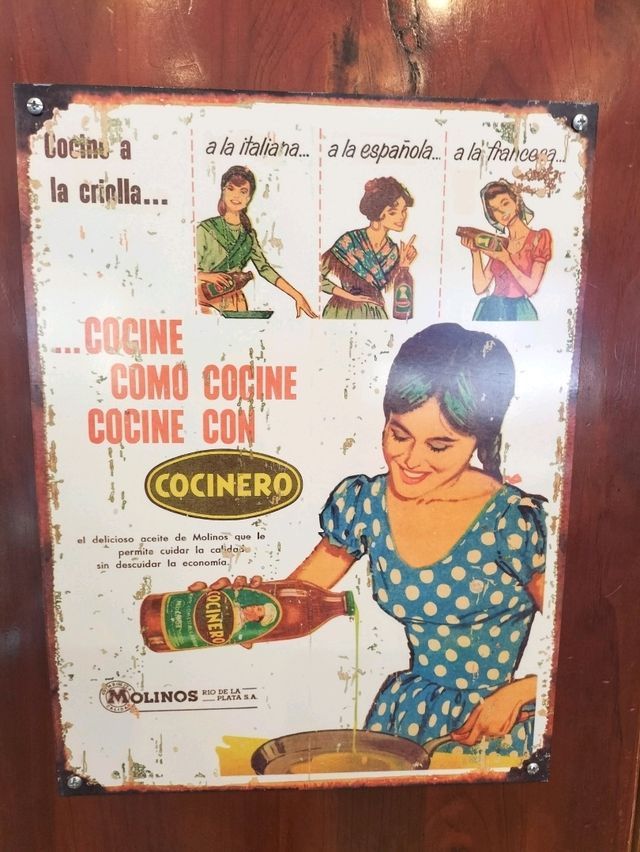 Cocine a
la criolla...
a la italiana...
a la española...
a la francesa...
...COCINE
COMO COCINE
COCINE CON
COCINERO
el delicioso aceite de Molinos que le
permite cuidar la calidad
sin descuidar la economía.
COCINERO
MOLINOS RIO DE LA
PLATA S.A.